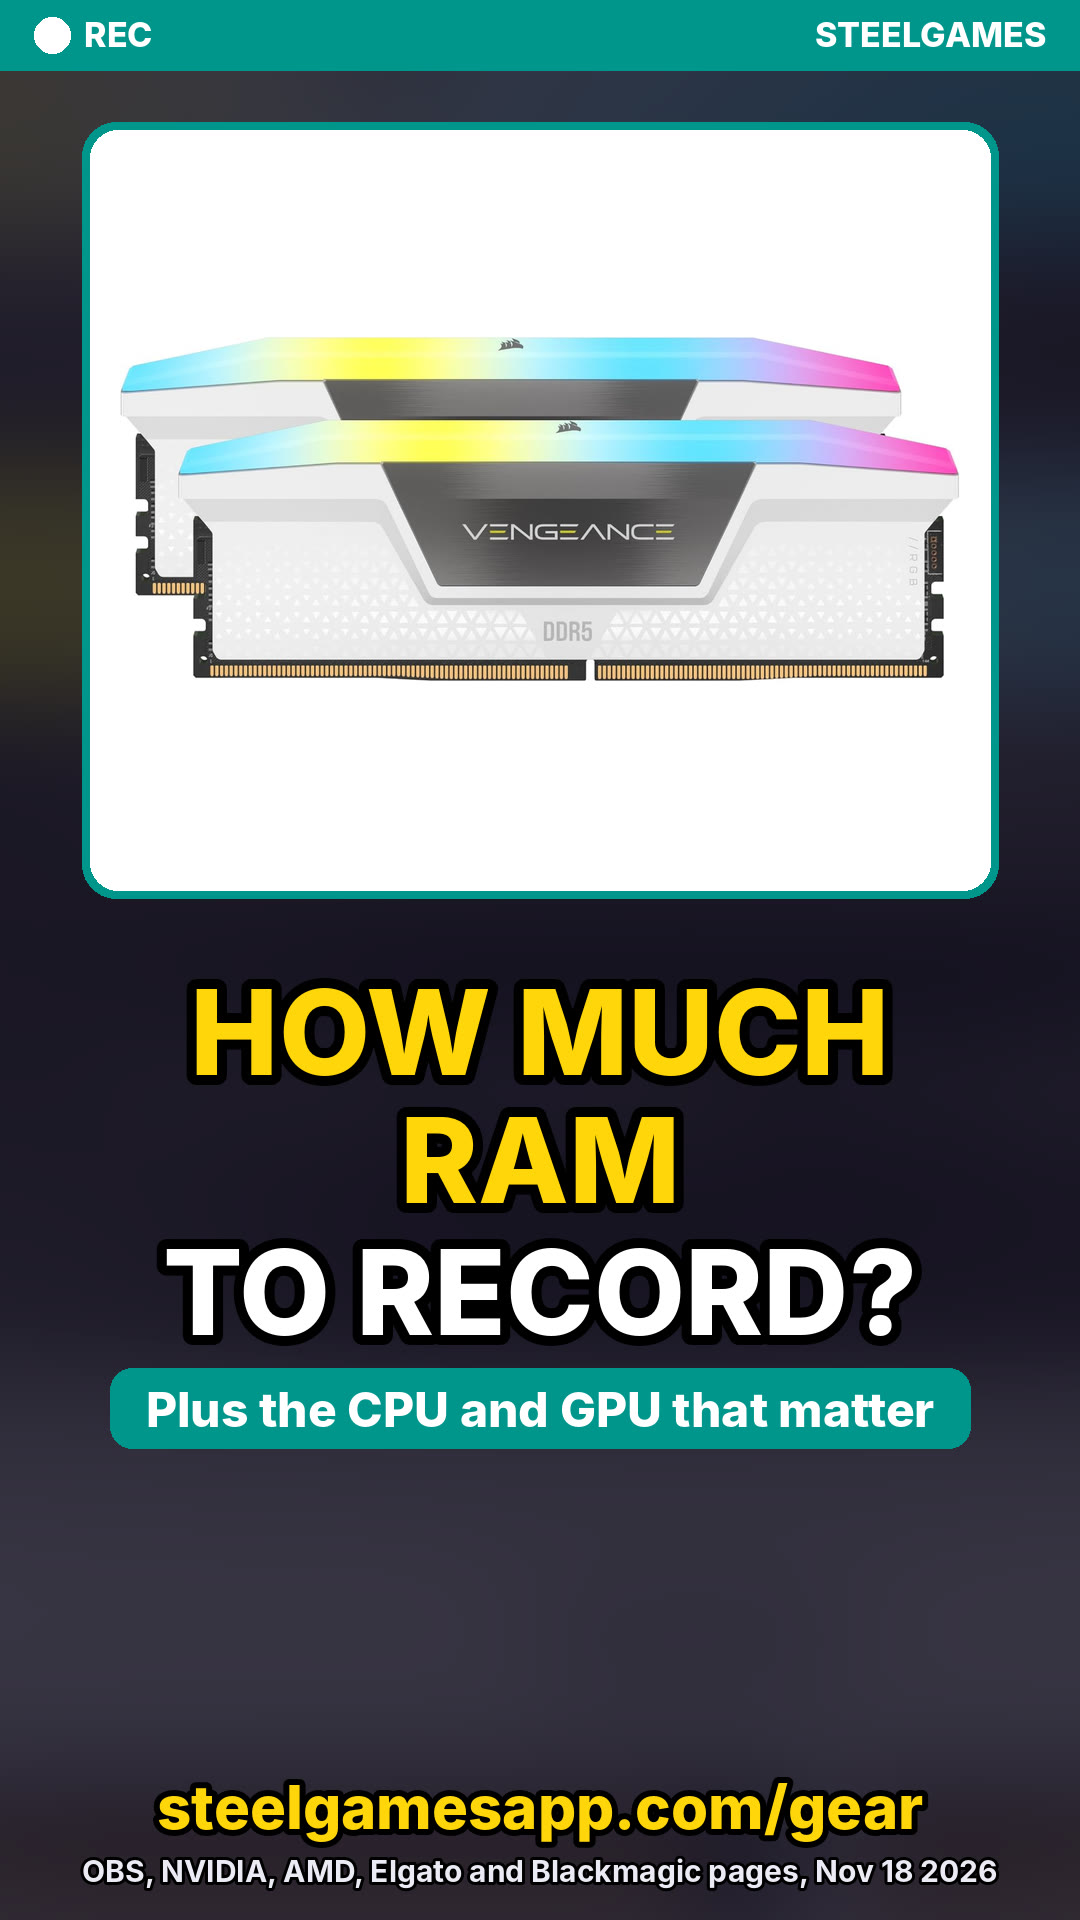 REC
STEELGAMES
VENGEANCE
//RGB
DDR5
HOW MUCH
RAM
TO RECORD?
Plus the CPU and GPU that matter
steelgamesapp.com/gear
OBS, NVIDIA, AMD, Elgato and Blackmagic pages, Nov 18 2026